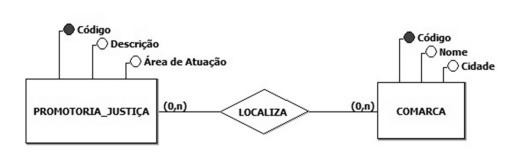 Código
Descrição
Área de Atuação
PROMOTORIA_JUSTIÇA
(0,n)
LOCALIZA
(0,n)
Código
Nome
Cidade
COMARCA